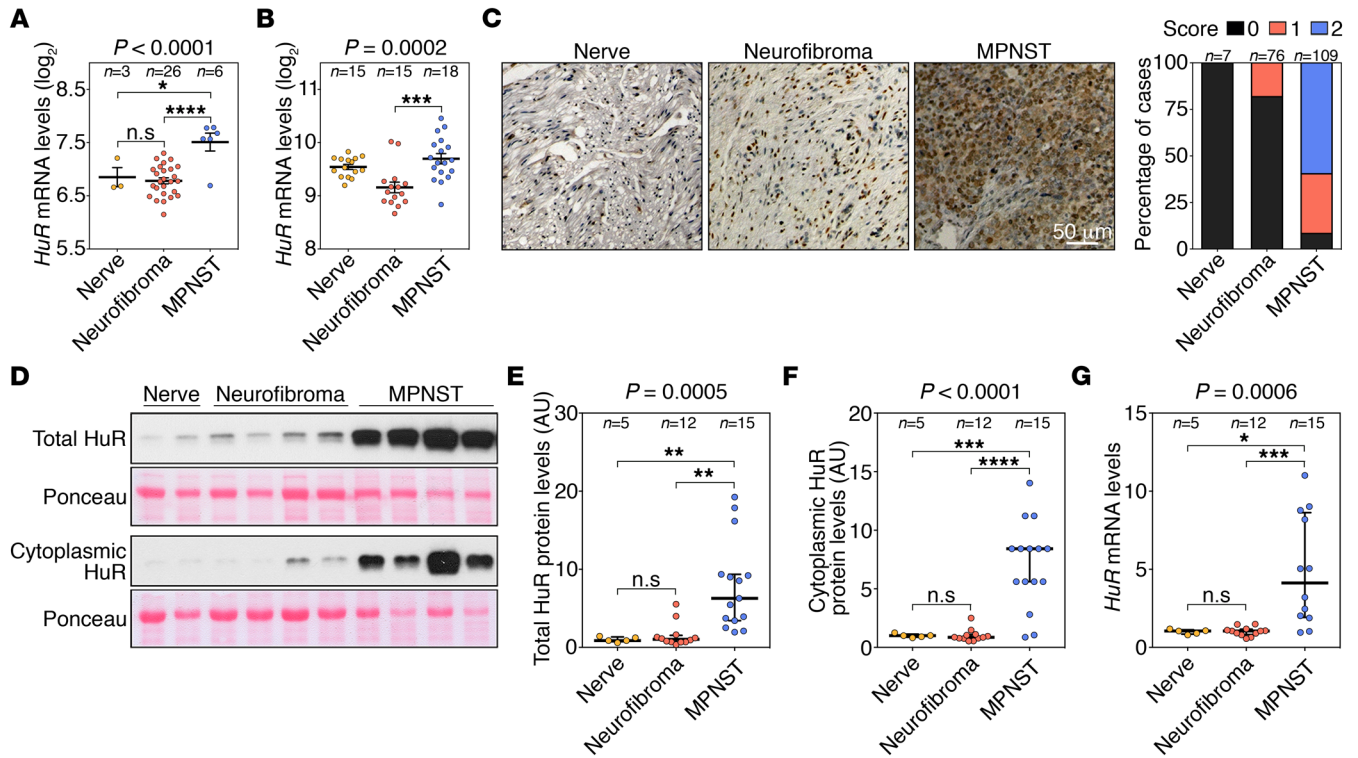 A
P < 0.0001
HuR mRNA levels (log2)
n=3 n=26 n=6
*
****
n.s
8.5
7.5
6.5
5.5
Nerve
Neurofibroma
MPNST
B
P = 0.0002
HuR mRNA levels (log2)
n=15 n=15 n=18
***
11
10
9
8
Nerve
Neurofibroma
MPNST
C
Nerve
Neurofibroma
MPNST
50 µm
Score 0 1 2
n=7 n=76 n=109
Percentage of cases
100
75
50
25
0
Nerve
Neurofibroma
MPNST
D
Nerve Neurofibroma MPNST
Total HuR
Ponceau
Cytoplasmic
HuR
Ponceau
E
P = 0.0005
Total HuR protein levels (AU)
n=5 n=12 n=15
**
**
n.s
30
20
10
0
Nerve
Neurofibroma
MPNST
F
P < 0.0001
Cytoplasmic HuR
protein levels (AU)
n=5 n=12 n=15
***
****
n.s
20
15
10
5
0
Nerve
Neurofibroma
MPNST
G
P = 0.0006
HuR mRNA levels
n=5 n=12 n=15
*
***
n.s
15
10
5
0
Nerve
Neurofibroma
MPNST